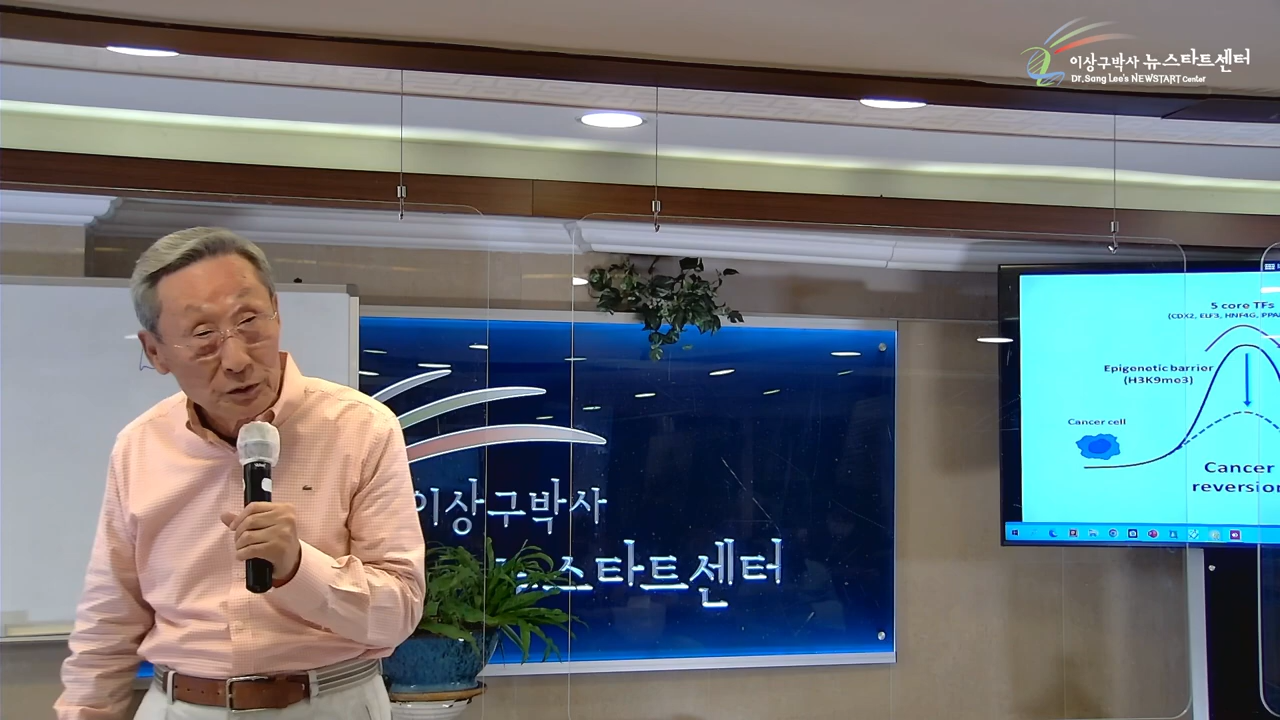 이상구박사 뉴스타트센터
Dr. Sang Lee's NEWSTART Center
5 core TFs
(CDX2, ELF3, HNF4G, PPA
Epigenetic barrier
(H3K9me3)
Cancer cell
Cancer
reversion
이상구박사
뉴스타트센터